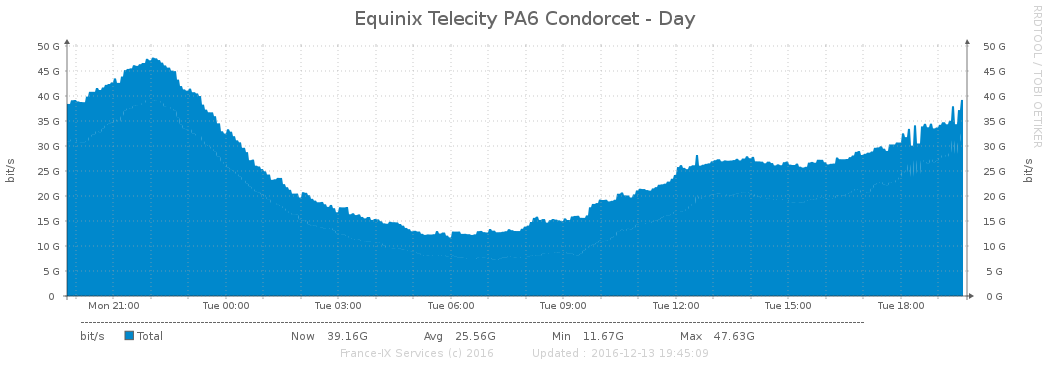 Equinix Telecity PA6 Condorcet - Day
RRDTOOL / TOBI OETIKER
50 G 50 G
45 G 45 G
40 G 40 G
35 G 35 G
30 G 30 G
25 G 25 G
20 G 20 G
15 G 15 G
10 G 10 G
5 G 5 G
0 0 G
bit/s bit/s
Mon 21:00 Tue 00:00 Tue 03:00 Tue 06:00 Tue 09:00 Tue 12:00 Tue 15:00 Tue 18:00
bit/s Total Now 39.16G Avg 25.56G Min 11.67G Max 47.63G
France-IX Services (c) 2016 Updated : 2016-12-13 19:45:09